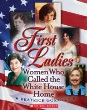 First
Ladies
Women Who
Called the
White House
Home